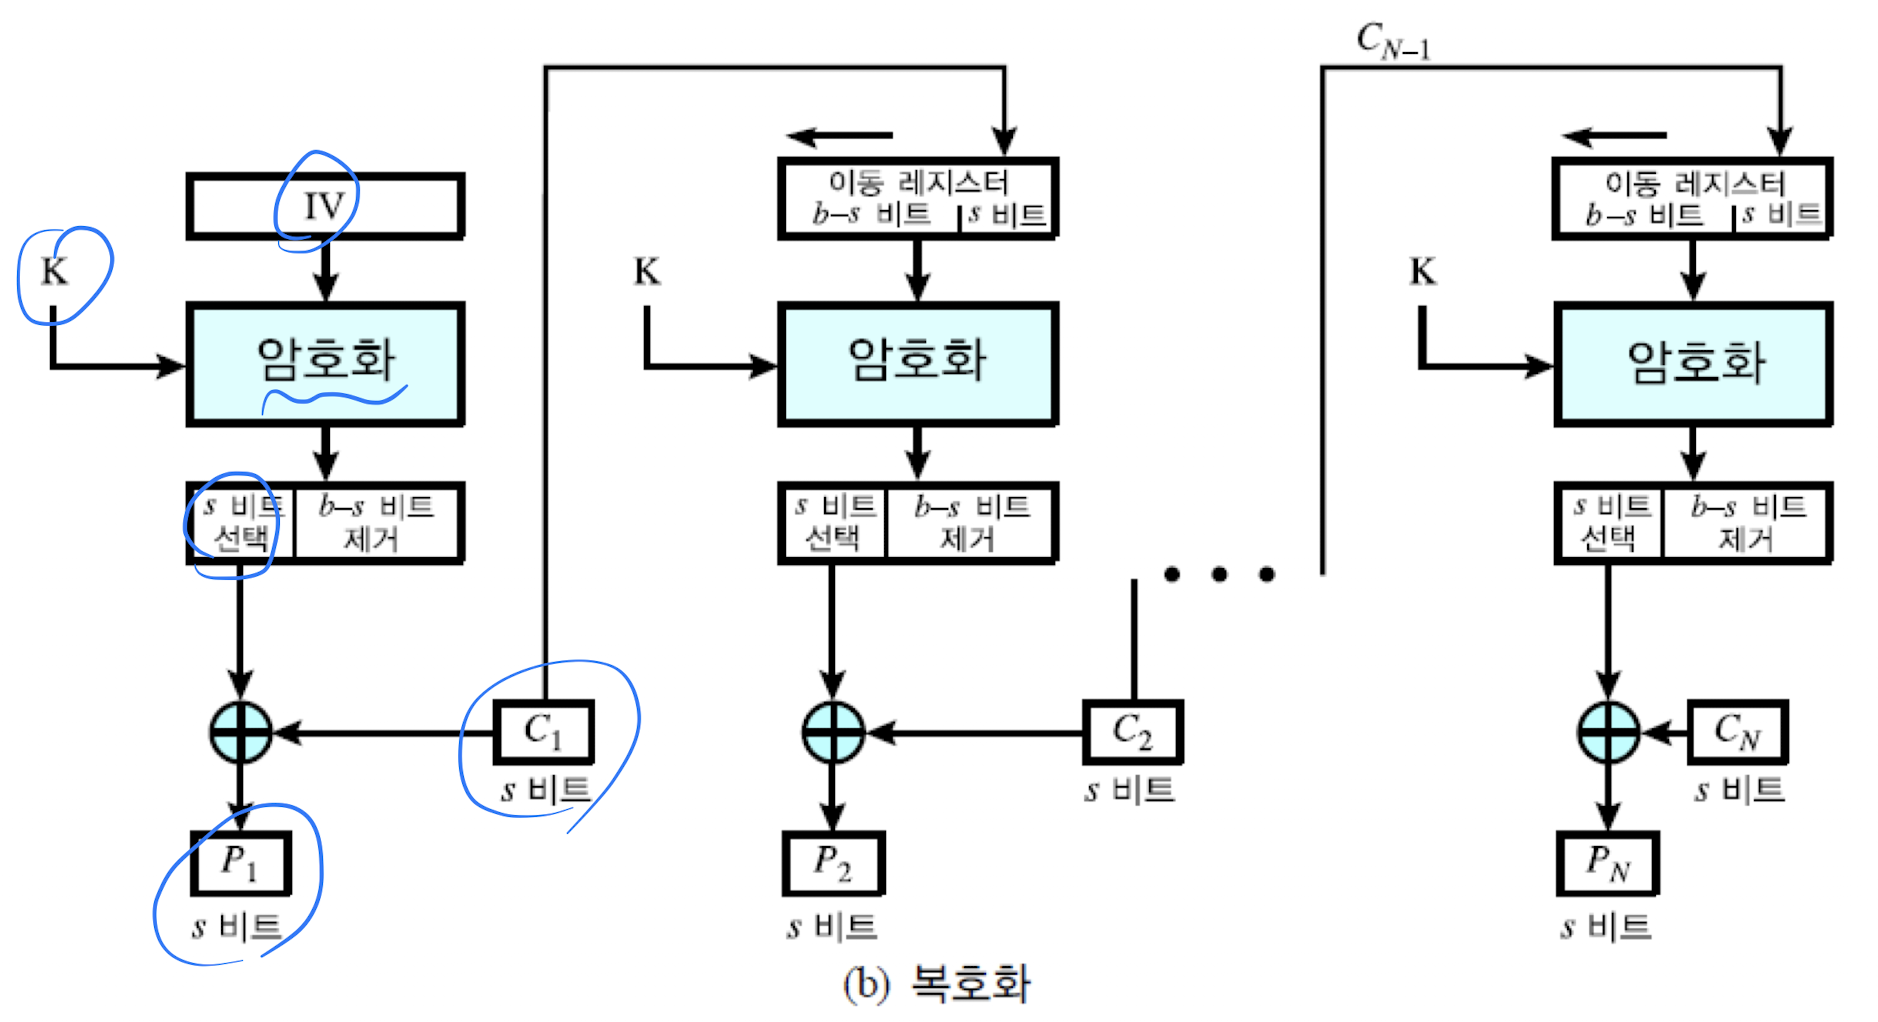 C_{N-1}
IV
K
암호화
s 비트 선택
b–s 비트 제거
C_1
s 비트
P_1
s 비트
이동 레지스터
b–s 비트 s 비트
K
암호화
s 비트 선택
b–s 비트 제거
C_2
s 비트
P_2
s 비트
이동 레지스터
b–s 비트 s 비트
K
암호화
s 비트 선택
b–s 비트 제거
C_N
s 비트
P_N
s 비트
(b) 복호화